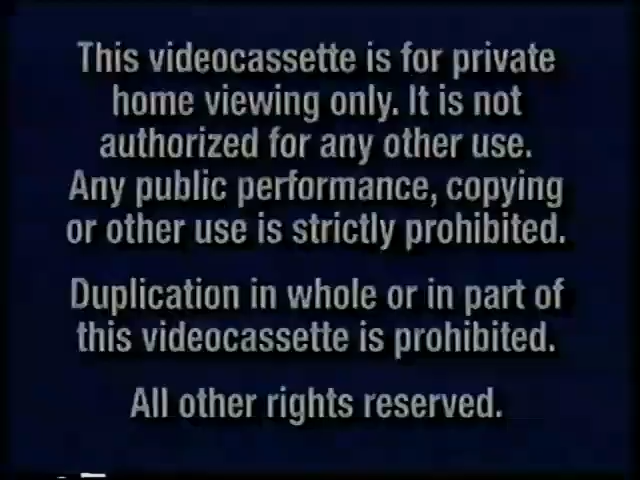 This videocassette is for private
home viewing only. It is not
authorized for any other use.
Any public performance, copying
or other use is strictly prohibited.
Duplication in whole or in part of
this videocassette is prohibited.
All other rights reserved.